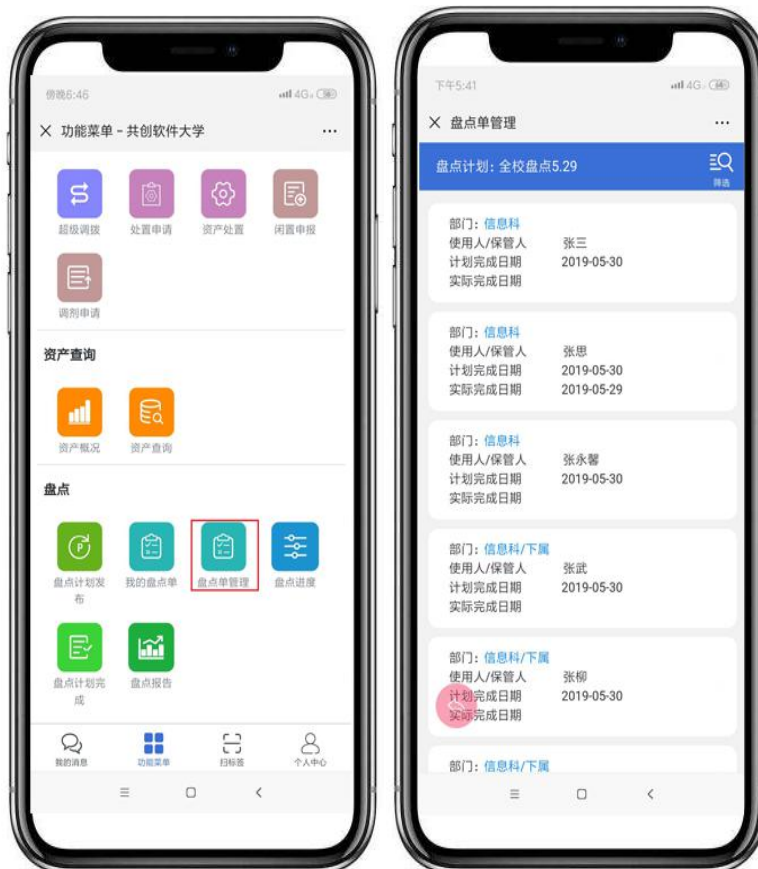 傍晚6:46
4G
功能菜单 - 共创软件大学
超级调拨 处置申请 资产处置 闲置申报
调剂申请
资产查询
资产概况 资产查询
盘点
盘点计划发布 我的盘点单 盘点单管理 盘点进度
盘点计划完成 盘点报告
我的消息 功能菜单 扫标签 个人中心
下午5:41
4G
盘点单管理
盘点计划: 全校盘点5.29
筛选
部门: 信息科
使用人/保管人 张三
计划完成日期 2019-05-30
实际完成日期
部门: 信息科
使用人/保管人 张思
计划完成日期 2019-05-30
实际完成日期 2019-05-29
部门: 信息科
使用人/保管人 张永馨
计划完成日期 2019-05-30
实际完成日期
部门: 信息科/下属
使用人/保管人 张武
计划完成日期 2019-05-30
实际完成日期
部门: 信息科/下属
使用人/保管人 张柳
计划完成日期 2019-05-30
实际完成日期
部门: 信息科/下属